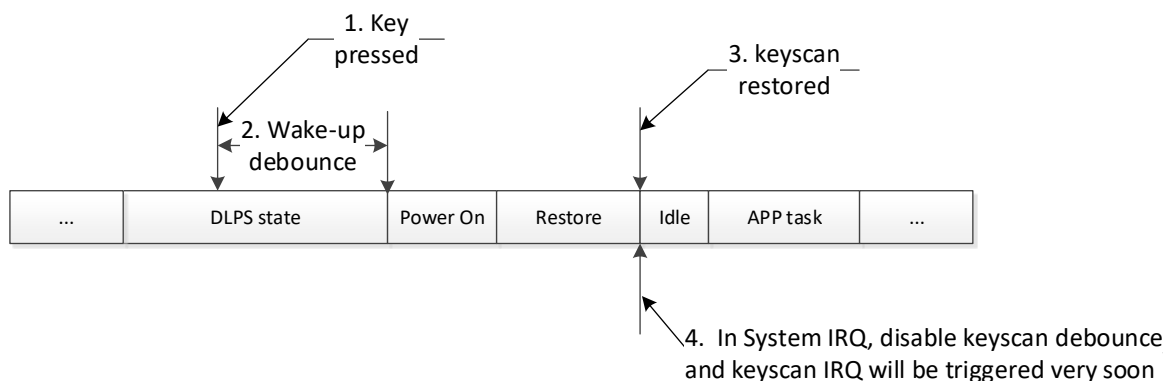 1. Key
pressed
3. keyscan
restored
2. Wake-up
debounce
...
DLPS state
Power On
Restore
Idle
APP task
...
4. In System IRQ, disable keyscan debounce
and keyscan IRQ will be triggered very soon